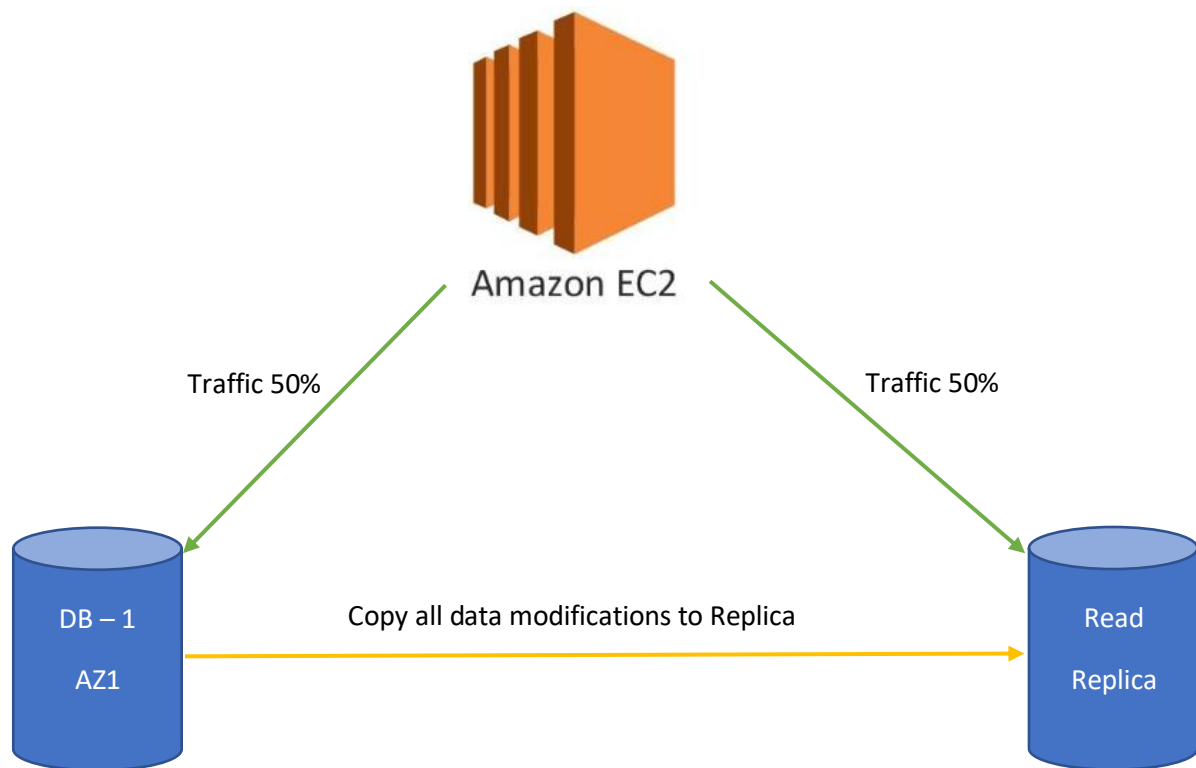 Amazon EC2
Traffic 50%
Traffic 50%
DB – 1
AZ1
Copy all data modifications to Replica
Read
Replica